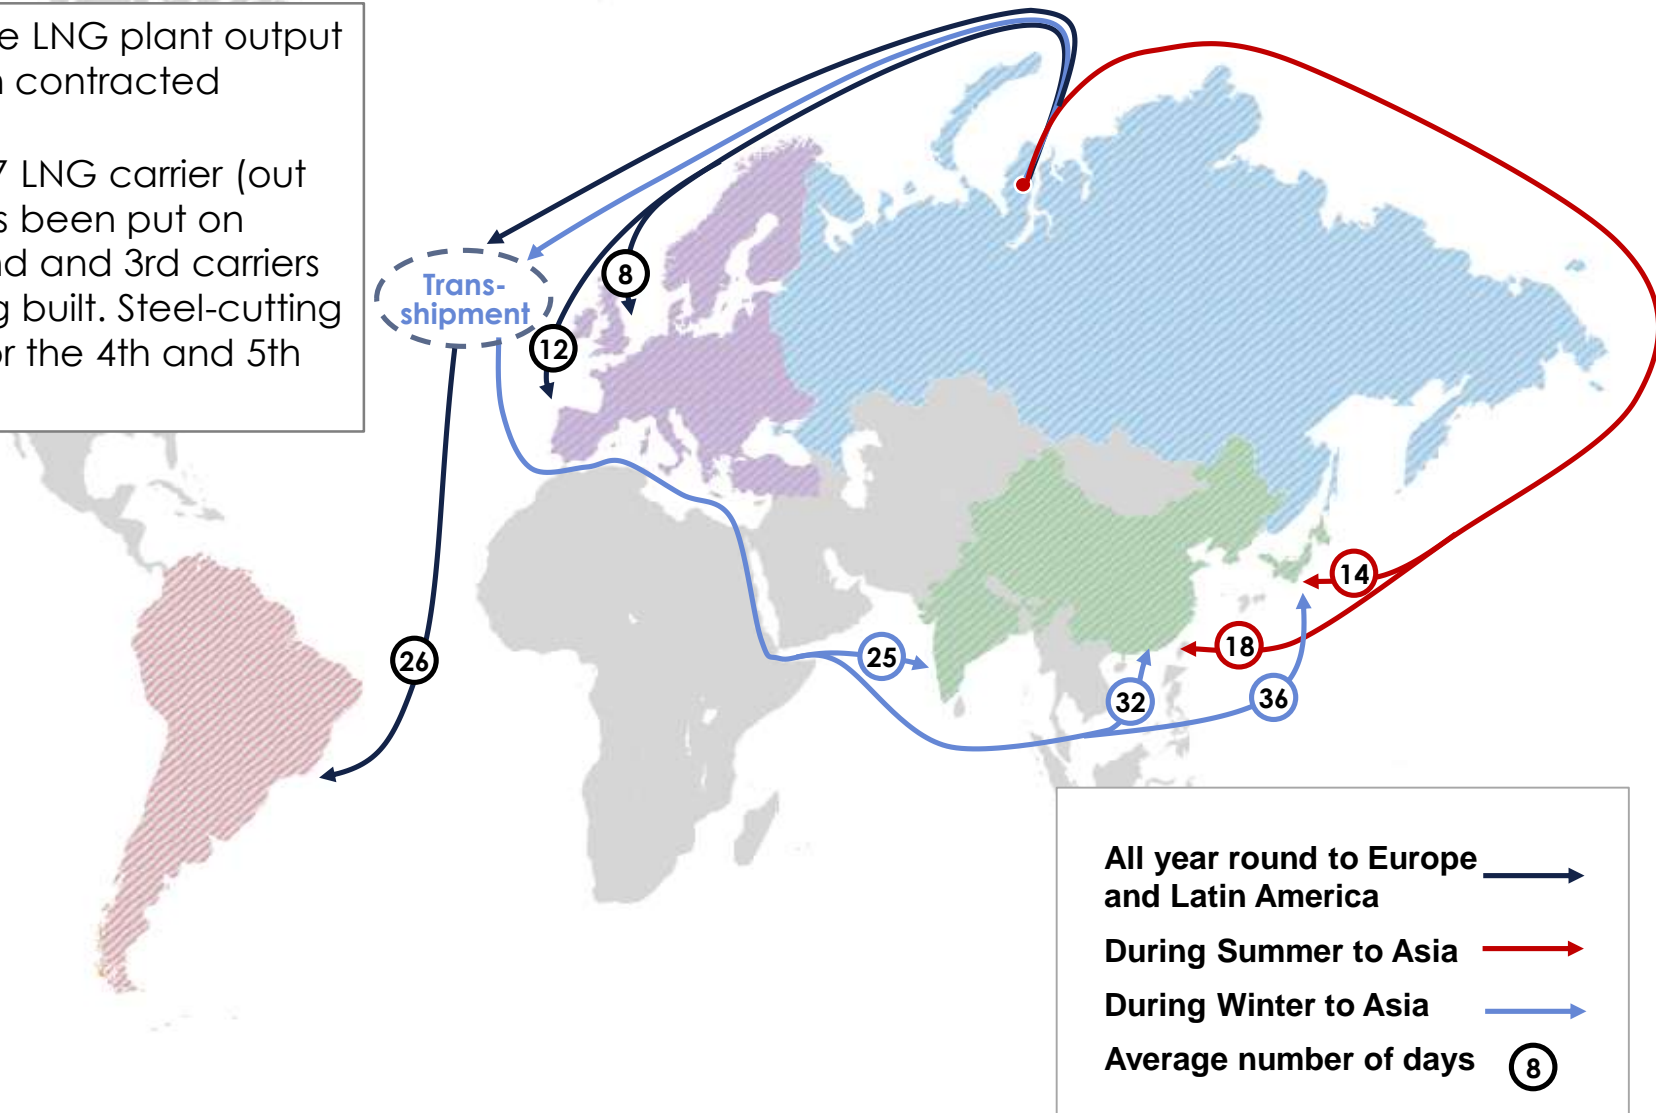 e LNG plant output
n contracted
7 LNG carrier (out
s been put on
nd and 3rd carriers
g built. Steel-cutting
or the 4th and 5th
Trans-
shipment
8
12
26
25
32
36
14
18
All year round to Europe
and Latin America
During Summer to Asia
During Winter to Asia
Average number of days 8